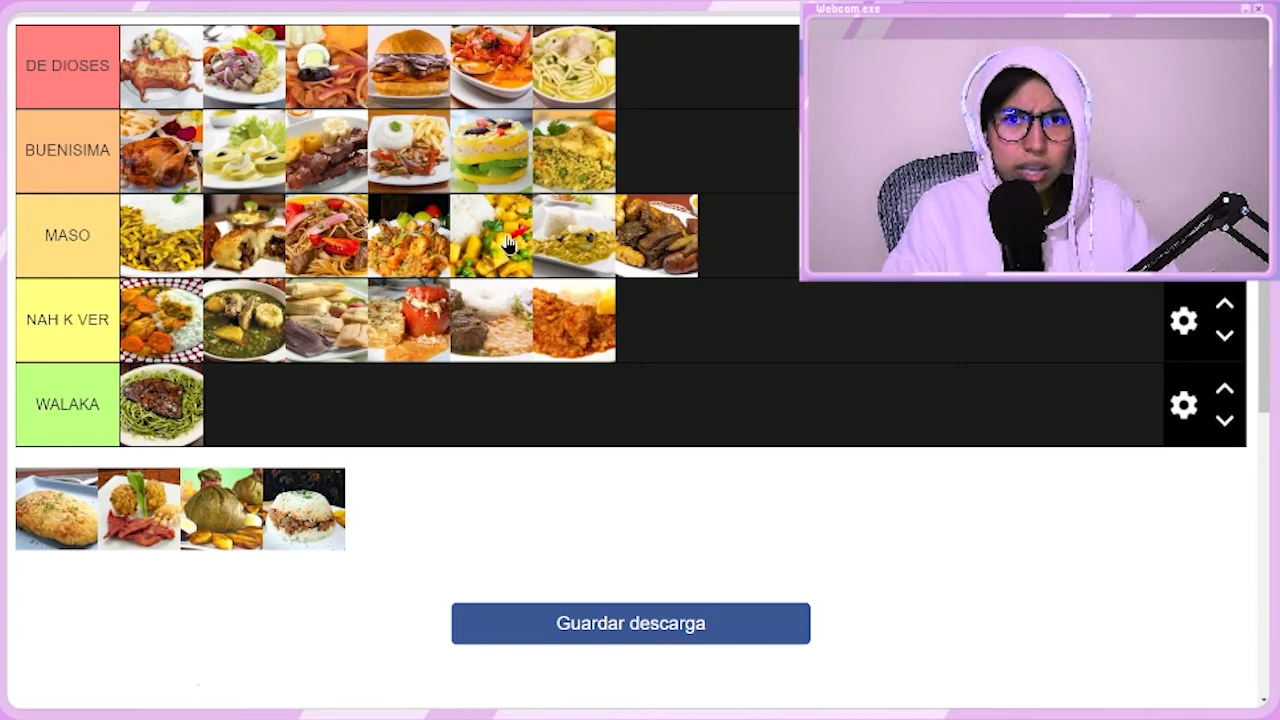 Webcam.exe
DE DIOSES
BUENISIMA
MASO
NAH K VER
WALAKA
Guardar descarga